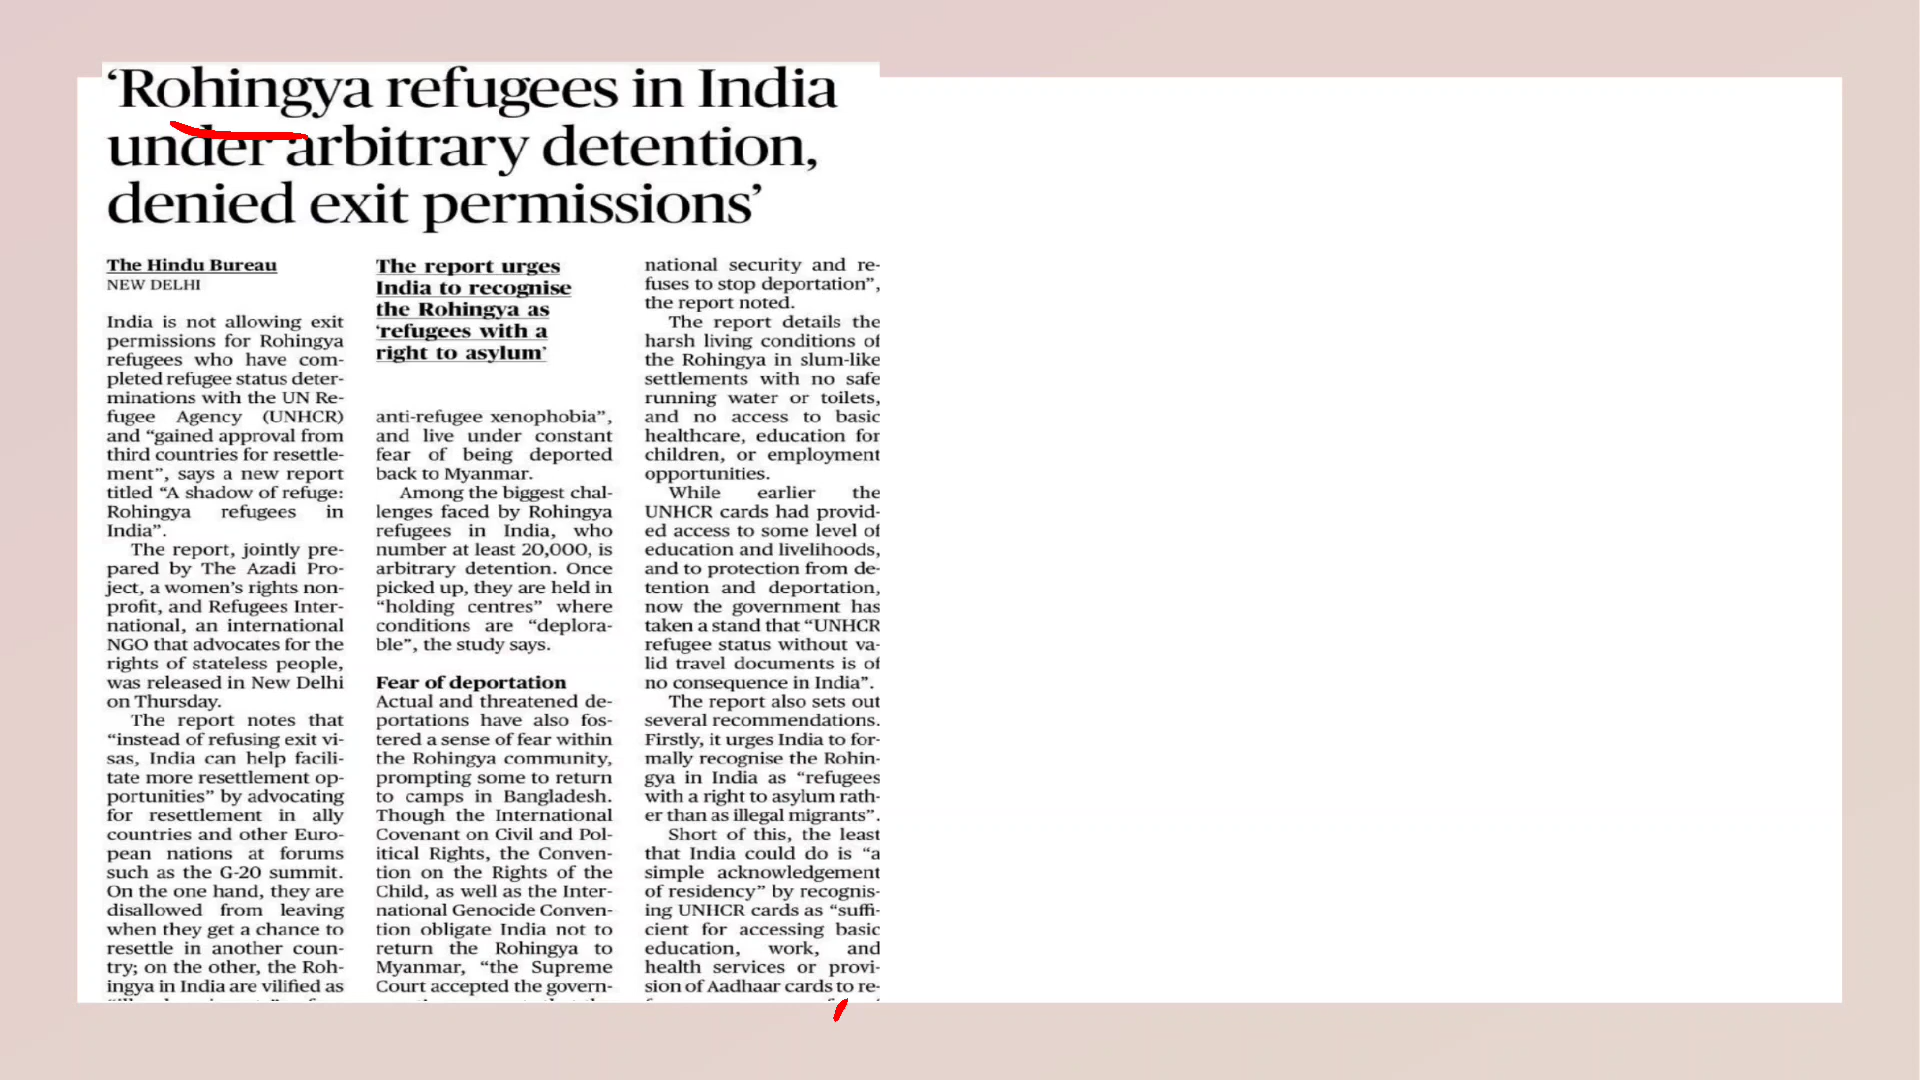 ‘Rohingya refugees in India
under arbitrary detention,
denied exit permissions’
The Hindu Bureau
NEW DELHI
India is not allowing exit
permissions for Rohingya
refugees who have com-
pleted refugee status deter-
minations with the UN Re-
fugee Agency (UNHCR)
and “gained approval from
third countries for resettle-
ment”, says a new report
titled “A shadow of refuge:
Rohingya refugees in
India”.
The report, jointly pre-
pared by The Azadi Pro-
ject, a women’s rights non-
profit, and Refugees Inter-
national, an international
NGO that advocates for the
rights of stateless people,
was released in New Delhi
on Thursday.
The report notes that
“instead of refusing exit vi-
sas, India can help facili-
tate more resettlement op-
portunities” by advocating
for resettlement in ally
countries and other Euro-
pean nations at forums
such as the G-20 summit.
On the one hand, they are
disallowed from leaving
when they get a chance to
resettle in another coun-
try; on the other, the Roh-
ingya in India are vilified as
The report urges
India to recognise
the Rohingya as
‘refugees with a
right to asylum’
anti-refugee xenophobia”,
and live under constant
fear of being deported
back to Myanmar.
Among the biggest chal-
lenges faced by Rohingya
refugees in India, who
number at least 20,000, is
arbitrary detention. Once
picked up, they are held in
“holding centres” where
conditions are “deplora-
ble”, the study says.
Fear of deportation
Actual and threatened de-
portations have also fos-
tered a sense of fear within
the Rohingya community,
prompting some to return
to camps in Bangladesh.
Though the International
Covenant on Civil and Pol-
itical Rights, the Conven-
tion on the Rights of the
Child, as well as the Inter-
national Genocide Conven-
tion obligate India not to
return the Rohingya to
Myanmar, “the Supreme
Court accepted the govern-
national security and re-
fuses to stop deportation”,
the report noted.
The report details the
harsh living conditions of
the Rohingya in slum-like
settlements with no safe
running water or toilets,
and no access to basic
healthcare, education for
children, or employment
opportunities.
While earlier the
UNHCR cards had provid-
ed access to some level of
education and livelihoods,
and to protection from de-
tention and deportation,
now the government has
taken a stand that “UNHCR
refugee status without va-
lid travel documents is of
no consequence in India”.
The report also sets out
several recommendations.
Firstly, it urges India to for-
mally recognise the Rohin-
gya in India as “refugees
with a right to asylum rath-
er than as illegal migrants”.
Short of this, the least
that India could do is “a
simple acknowledgement
of residency” by recognis-
ing UNHCR cards as “suffi-
cient for accessing basic
education, work, and
health services or provi-
sion of Aadhaar cards to re-